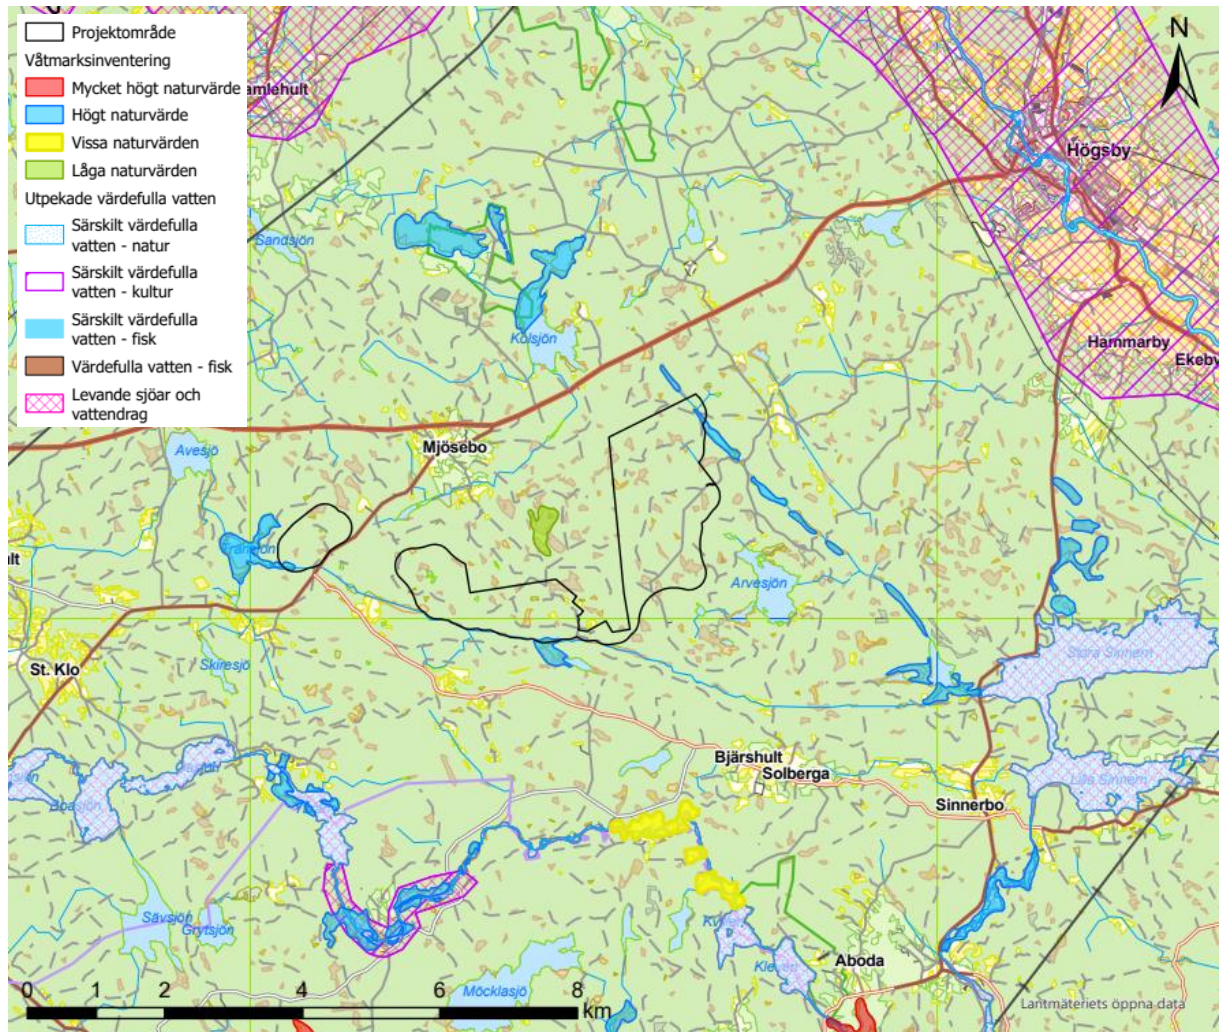 Projektområde
Våtmarksinventering
Mycket högt naturvärde
Högt naturvärde
Vissa naturvärden
Låga naturvärden
Utpekade värdefulla vatten
Särskilt värdefulla
vatten - natur
Särskilt värdefulla
vatten - kultur
Särskilt värdefulla
vatten - fisk
Värdefulla vatten - fisk
Levande sjöar och
vattendrag
N
Högsby
Sandsjön
Kolsjön
Hammarby
Ekeby
Avesjö
Mjösebo
Arvesjön
Skiresjö
St. Klo
Stora Sinnern
Bjärshult
Solberga
Lilla Sinnern
Sinnerbo
Boasjön
Sävsjön
Grytsjön
Möcklasjö
Kleven
Aboda
0 1 2 4 6 8
km
Lantmäteriets öppna data